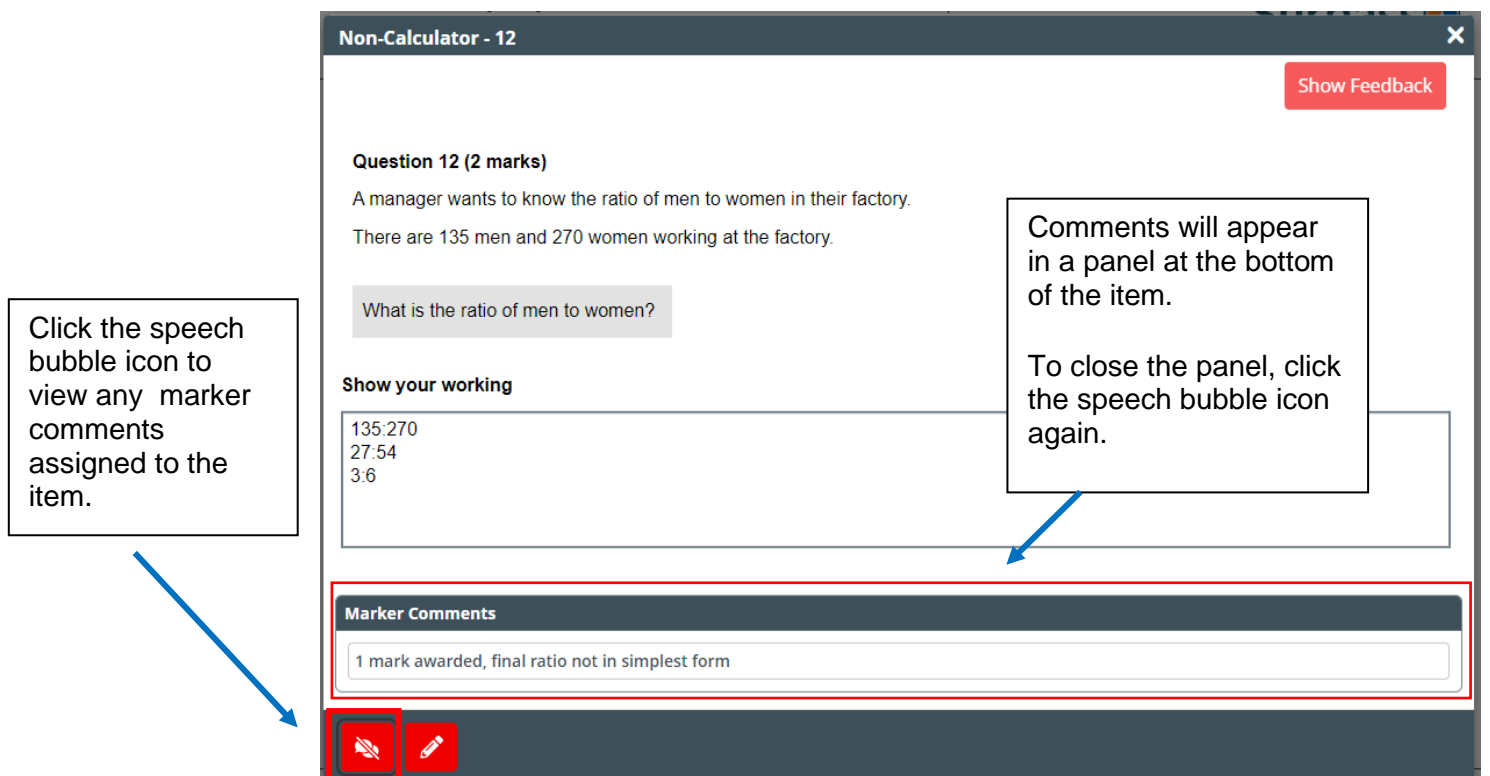 Non-Calculator - 12
Show Feedback
Question 12 (2 marks)
A manager wants to know the ratio of men to women in their factory.
There are 135 men and 270 women working at the factory.
What is the ratio of men to women?
Show your working
135:270
27:54
3:6
Marker Comments
1 mark awarded, final ratio not in simplest form
Click the speech
bubble icon to
view any  marker
comments
assigned to the
item.
Comments will appear
in a panel at the bottom
of the item.
To close the panel, click
the speech bubble icon
again.